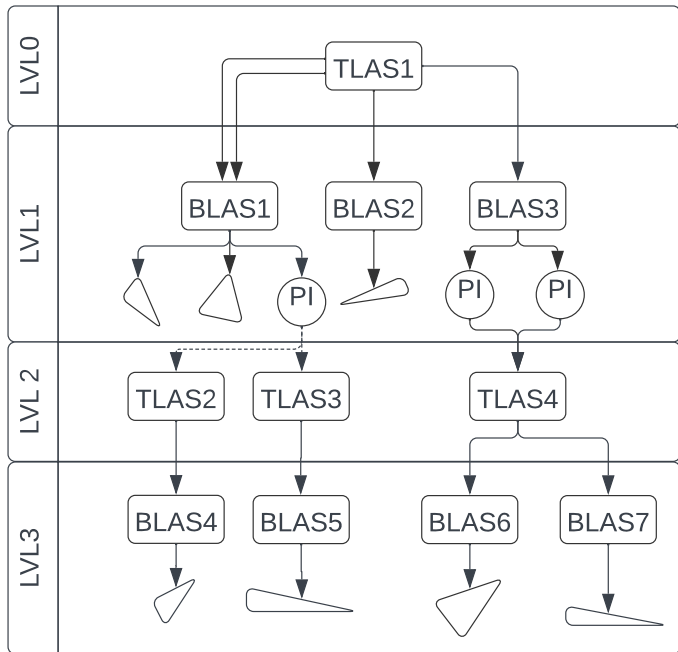 LVL0
TLAS1
LVL1
BLAS1
BLAS2
BLAS3
PI
PI
PI
LVL 2
TLAS2
TLAS3
TLAS4
LVL3
BLAS4
BLAS5
BLAS6
BLAS7